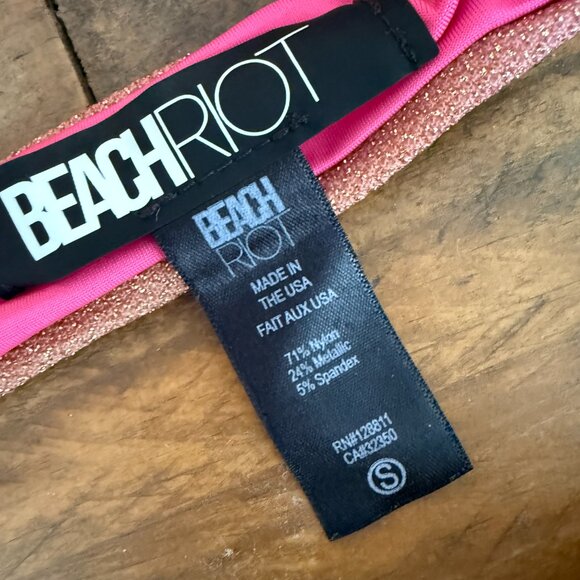 BEACHRIOT
BEACH
RIOT
MADE IN
THE USA
FAIT AUX USA
71% Nylon
24% Metallic
5% Spandex
RN#128811
CA#32350
S